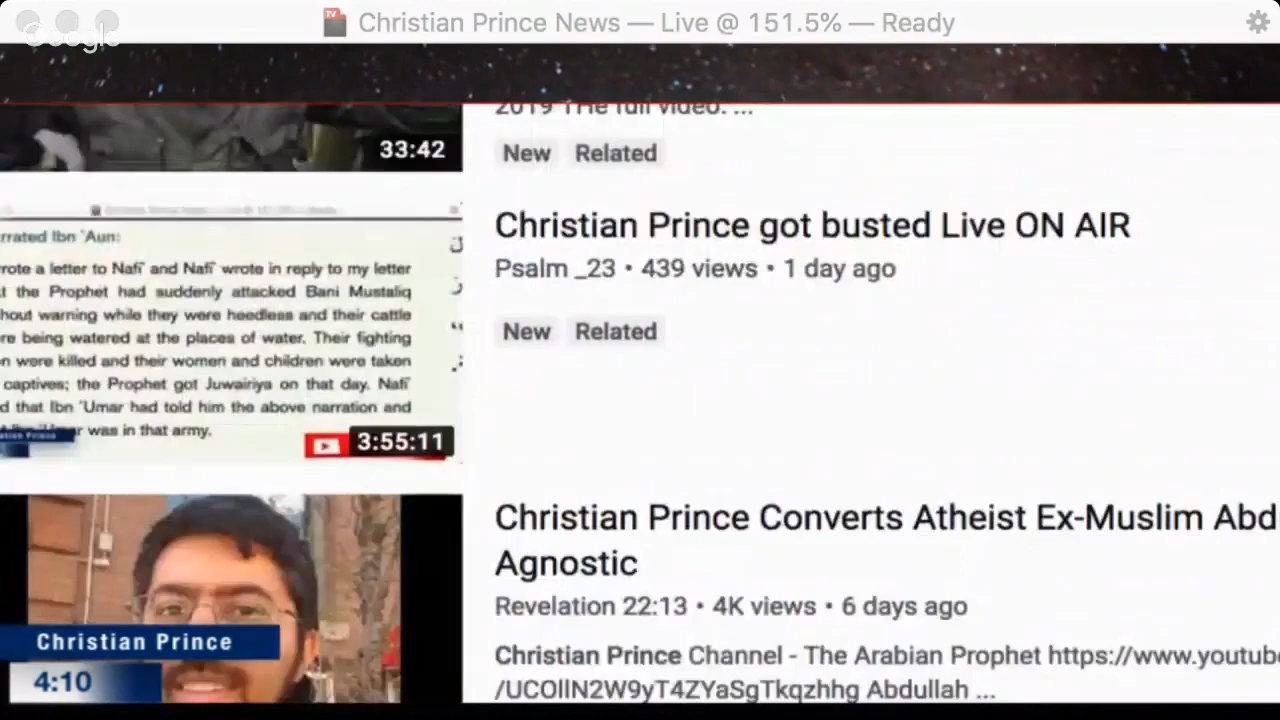 Christian Prince News — Live @ 151.5% — Ready
Google
2019 THe full video. ...
33:42
New Related
Christian Prince got busted Live ON AIR
Psalm _23 • 439 views • 1 day ago
New Related
rrated Ibn 'Aun:
rote a letter to Nafi' and Nafi' wrote in reply to my letter
t the Prophet had suddenly attacked Bani Mustaliq
hout warning while they were heedless and their cattle
re being watered at the places of water. Their fighting
n were killed and their women and children were taken
captives; the Prophet got Juwairiya on that day. Nafi'
d that Ibn 'Umar had told him the above narration and
was in that army.
3:55:11
Christian Prince Converts Atheist Ex-Muslim Abd
Agnostic
Revelation 22:13 • 4K views • 6 days ago
Christian Prince Channel - The Arabian Prophet https://www.youtube
/UCOllN2W9yT4ZYaSgTkqzhhg Abdullah ...
Christian Prince
4:10